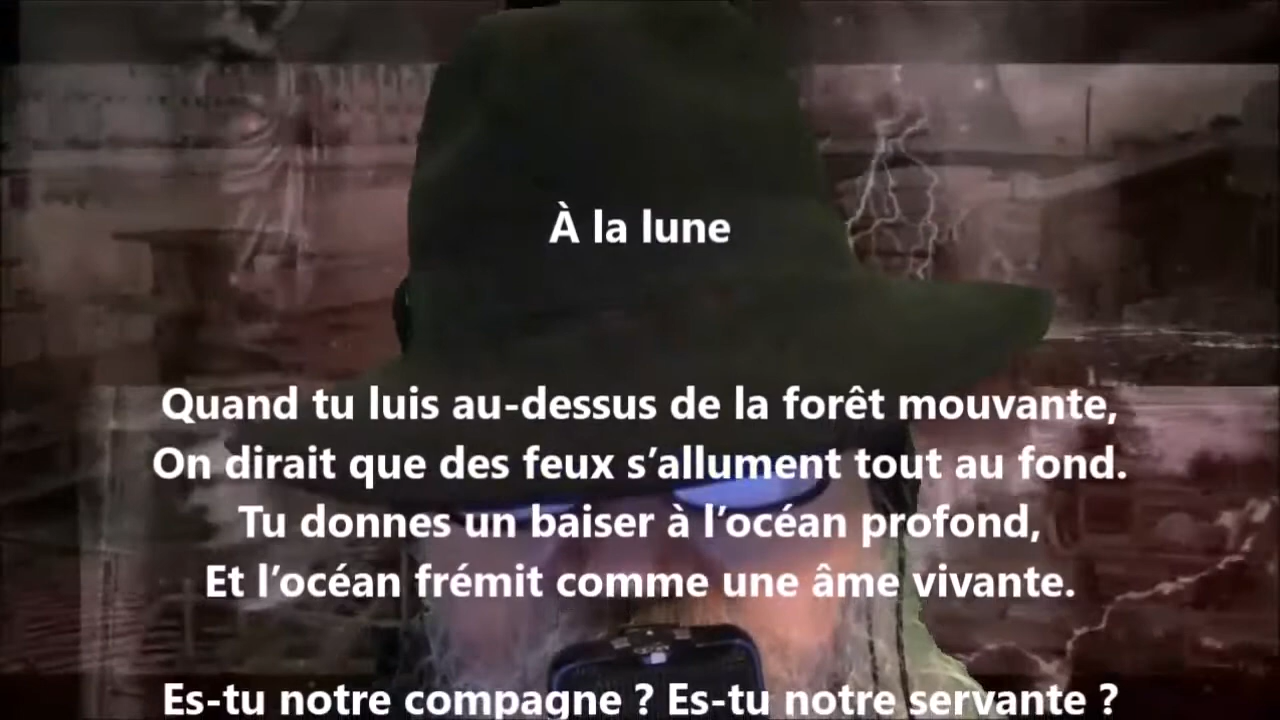 À la lune
Quand tu luis au-dessus de la forêt mouvante,
On dirait que des feux s’allument tout au fond.
Tu donnes un baiser à l’océan profond,
Et l’océan frémit comme une âme vivante.
Es-tu notre compagne ? Es-tu notre servante ?